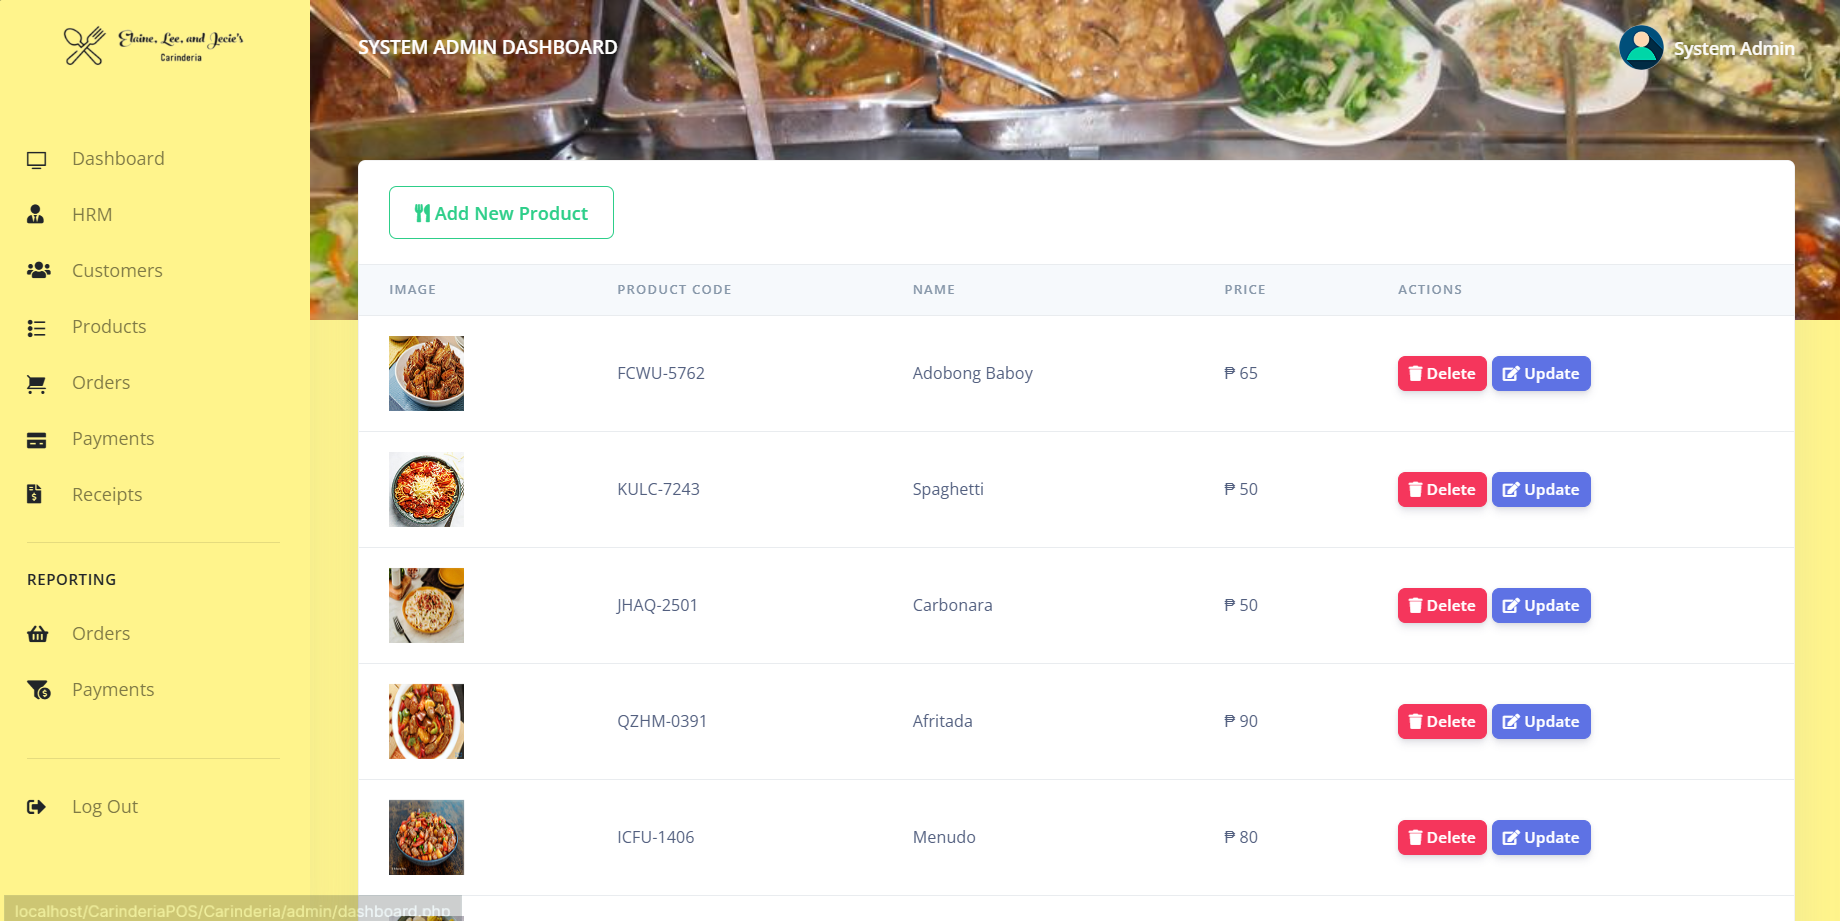 Elaine, Lee, and Jecie's
Carinderia
SYSTEM ADMIN DASHBOARD
System Admin
Dashboard
HRM
Customers
Products
Orders
Payments
Receipts
REPORTING
Orders
Payments
Log Out
Add New Product
IMAGE PRODUCT CODE NAME PRICE ACTIONS
FCWU-5762 Adobong Baboy ₱ 65 Delete Update
KULC-7243 Spaghetti ₱ 50 Delete Update
JHAQ-2501 Carbonara ₱ 50 Delete Update
QZHM-0391 Afritada ₱ 90 Delete Update
ICFU-1406 Menudo ₱ 80 Delete Update
localhost/CarinderiaPOS/Carinderia/admin/dashboard.php